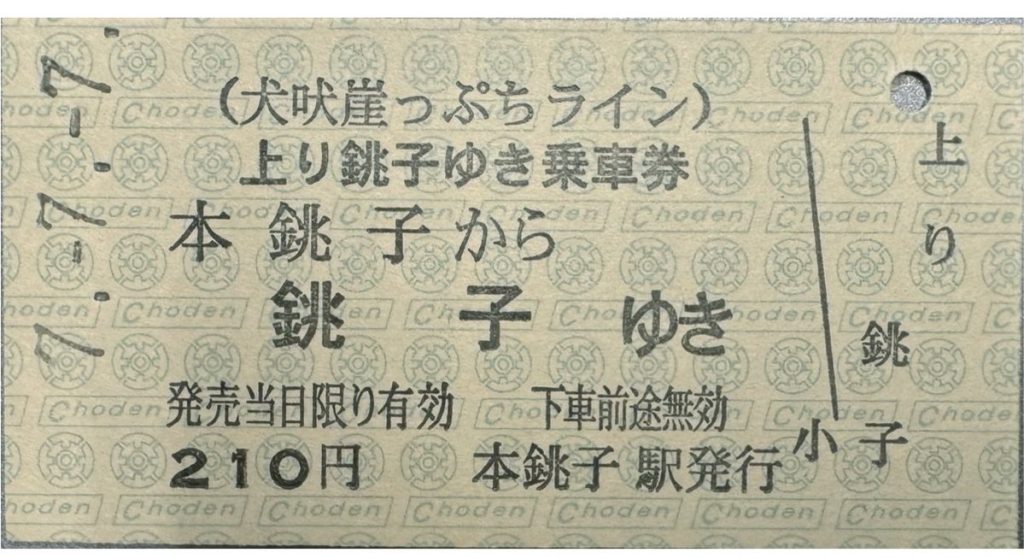 7.-7.-7.
(犬吠崖っぷちライン)
上り銚子ゆき乗車券
本銚子から
銚子ゆき
発売当日限り有効 下車前途無効
210円 本銚子駅発行
上り銚子
小
Choden